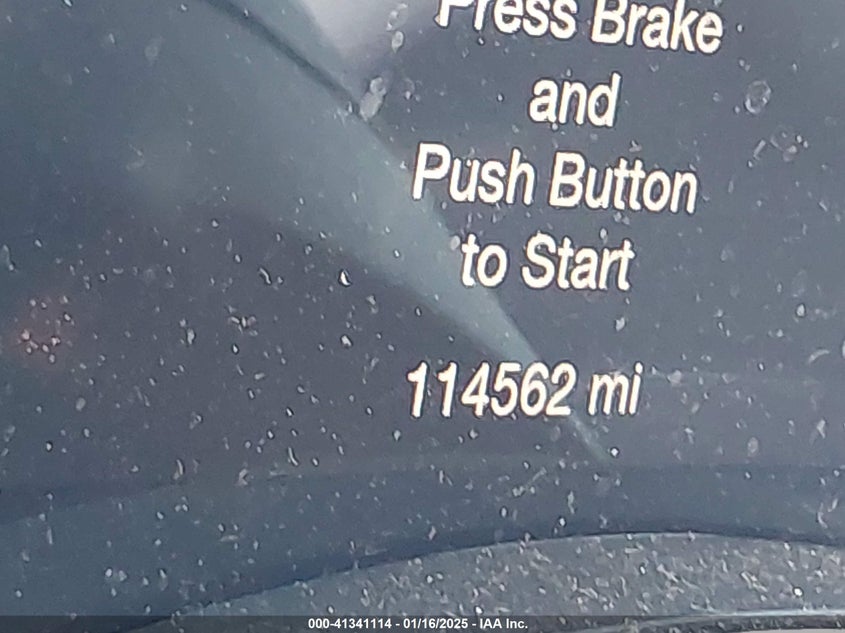 Press Brake
and
Push Button
to Start
114562 mi
000-41341114 - 01/16/2025 - IAA Inc.